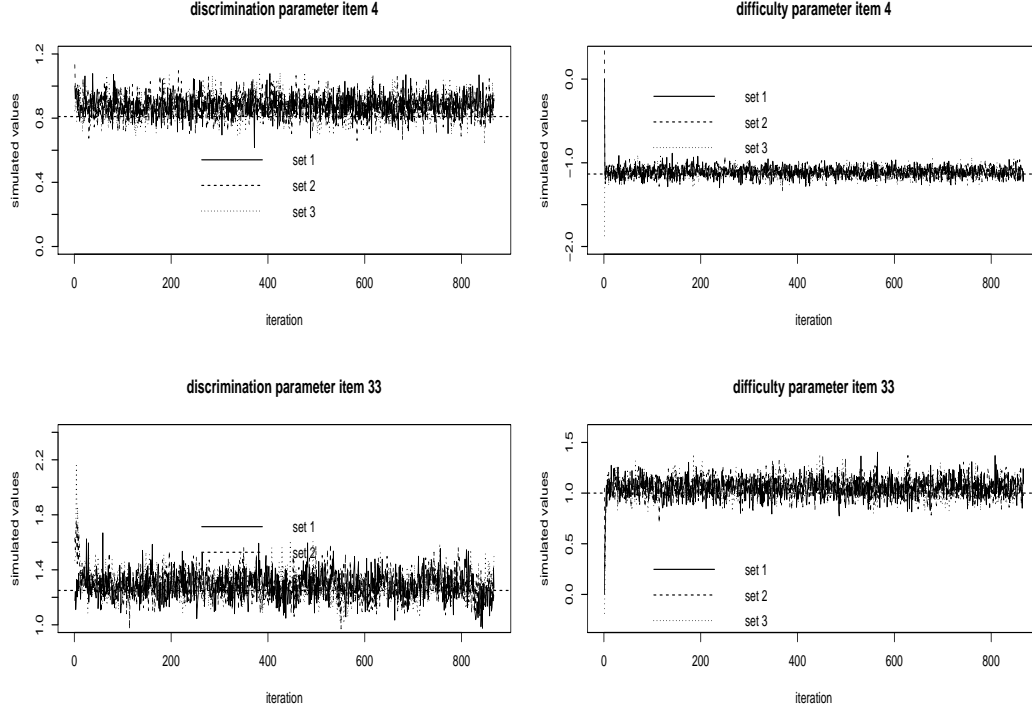 discrimination parameter item 4
simulated values
1.2
0.8
0.4
0.0
set 1
set 2
set 3
0 200 400 600 800
iteration
difficulty parameter item 4
simulated values
0.0
−1.0
−2.0
set 1
set 2
set 3
0 200 400 600 800
iteration
discrimination parameter item 33
simulated values
2.2
1.8
1.4
1.0
set 1
set 2
0 200 400 600 800
iteration
difficulty parameter item 33
simulated values
1.5
1.0
0.5
0.0
set 1
set 2
set 3
0 200 400 600 800
iteration